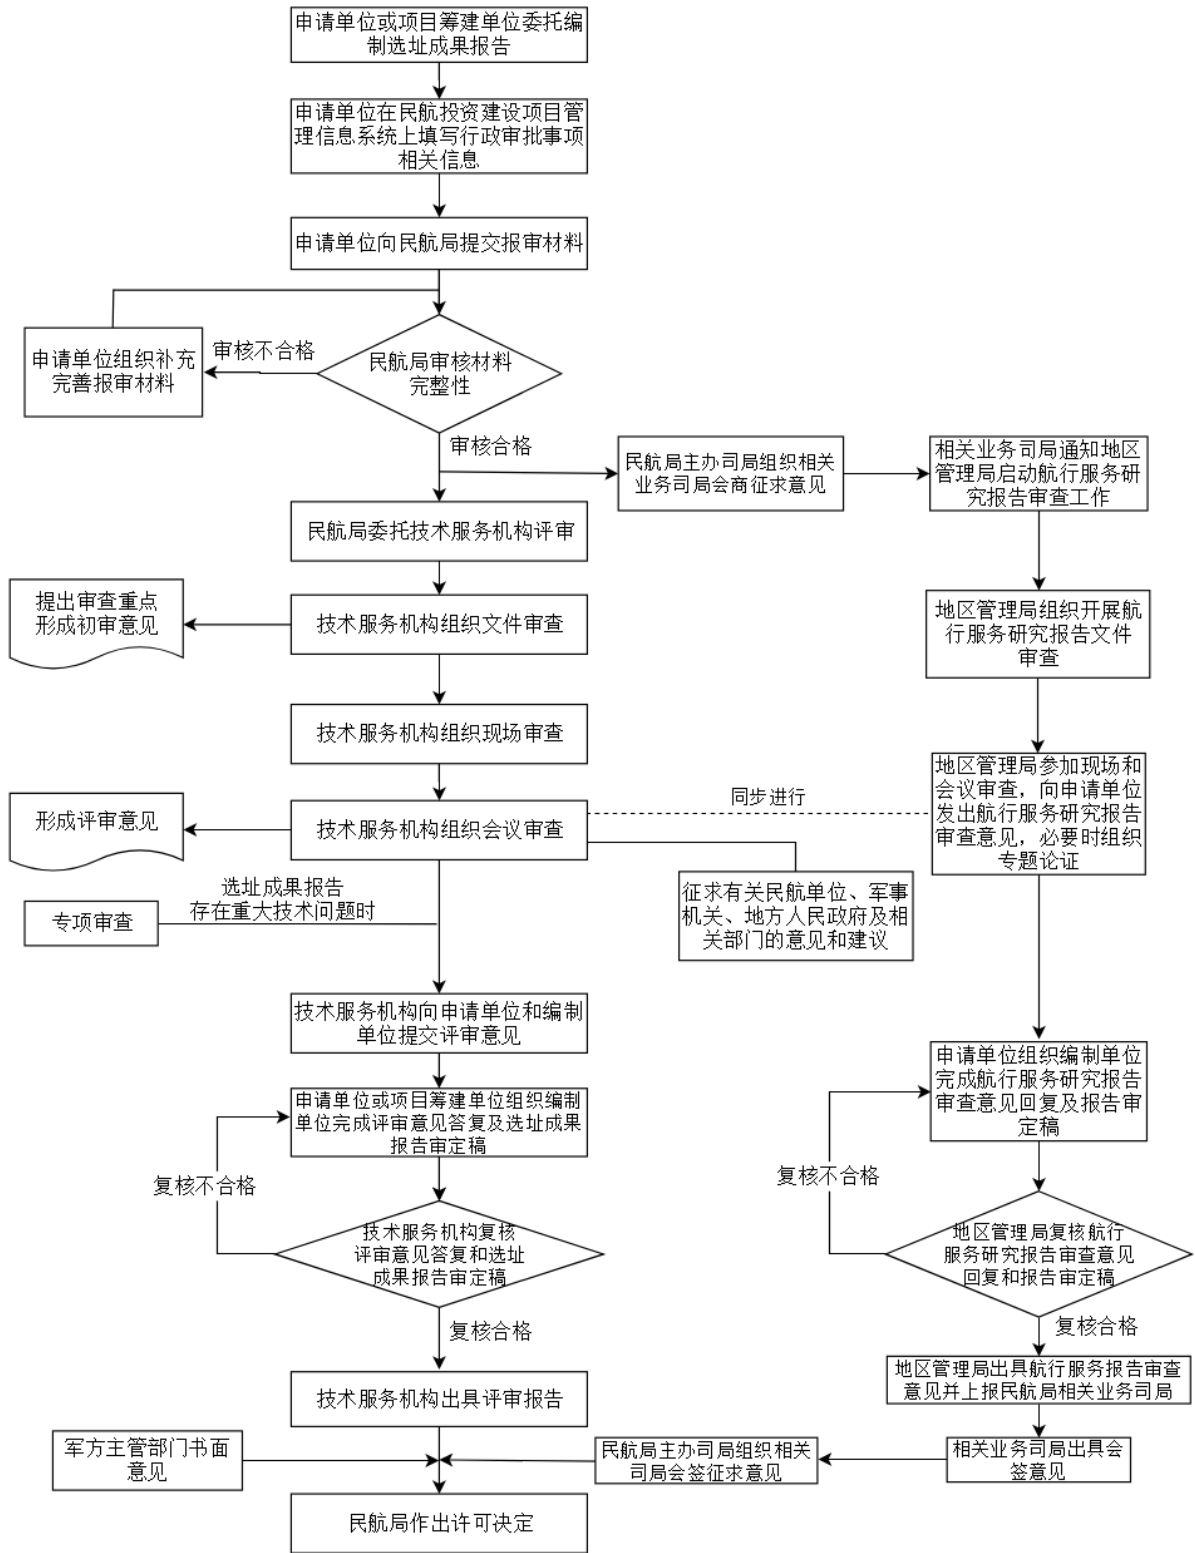 申请单位或项目筹建单位委托编
制选址成果报告
申请单位在民航投资建设项目管
理信息系统上填写行政审批事项
相关信息
申请单位向民航局提交报审材料
民航局审核材料
完整性
审核不合格
申请单位组织补充
完善报审材料
审核合格
民航局主办司局组织相关
业务司局会商征求意见
相关业务司局通知地区
管理局启动航行服务研
究报告审查工作
民航局委托技术服务机构评审
技术服务机构组织文件审查
提出审查重点
形成初审意见
地区管理局组织开展航
行服务研究报告文件
审查
技术服务机构组织现场审查
技术服务机构组织会议审查
形成评审意见
同步进行
地区管理局参加现场和
会议审查，向申请单位
发出航行服务研究报告
审查意见，必要时组织
专题论证
征求有关民航单位、军事
机关、地方人民政府及相
关部门的意见和建议
选址成果报告
存在重大技术问题时
专项审查
技术服务机构向申请单位和编制
单位提交评审意见
申请单位或项目筹建单位组织编制
单位完成评审意见答复及选址成果
报告审定稿
复核不合格
技术服务机构复核
评审意见答复和选址
成果报告审定稿
复核合格
申请单位组织编制单位
完成航行服务研究报告
审查意见回复及报告审
定稿
复核不合格
地区管理局复核航行
服务研究报告审查意见
回复和报告审定稿
复核合格
地区管理局出具航行服务报告审查
意见并上报民航局相关业务司局
技术服务机构出具评审报告
军方主管部门书面
意见
民航局主办司局组织相关
司局会签征求意见
相关业务司局出具会
签意见
民航局作出许可决定